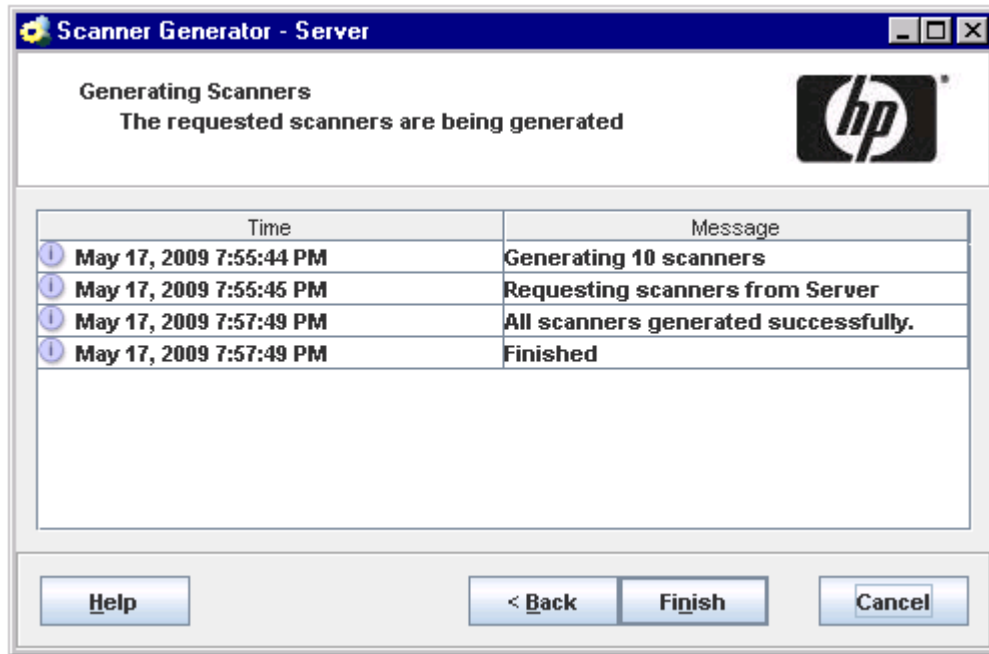 Scanner Generator - Server
Generating Scanners
The requested scanners are being generated
hp
Time Message
May 17, 2009 7:55:44 PM Generating 10 scanners
May 17, 2009 7:55:45 PM Requesting scanners from Server
May 17, 2009 7:57:49 PM All scanners generated successfully.
May 17, 2009 7:57:49 PM Finished
Help < Back Finish Cancel